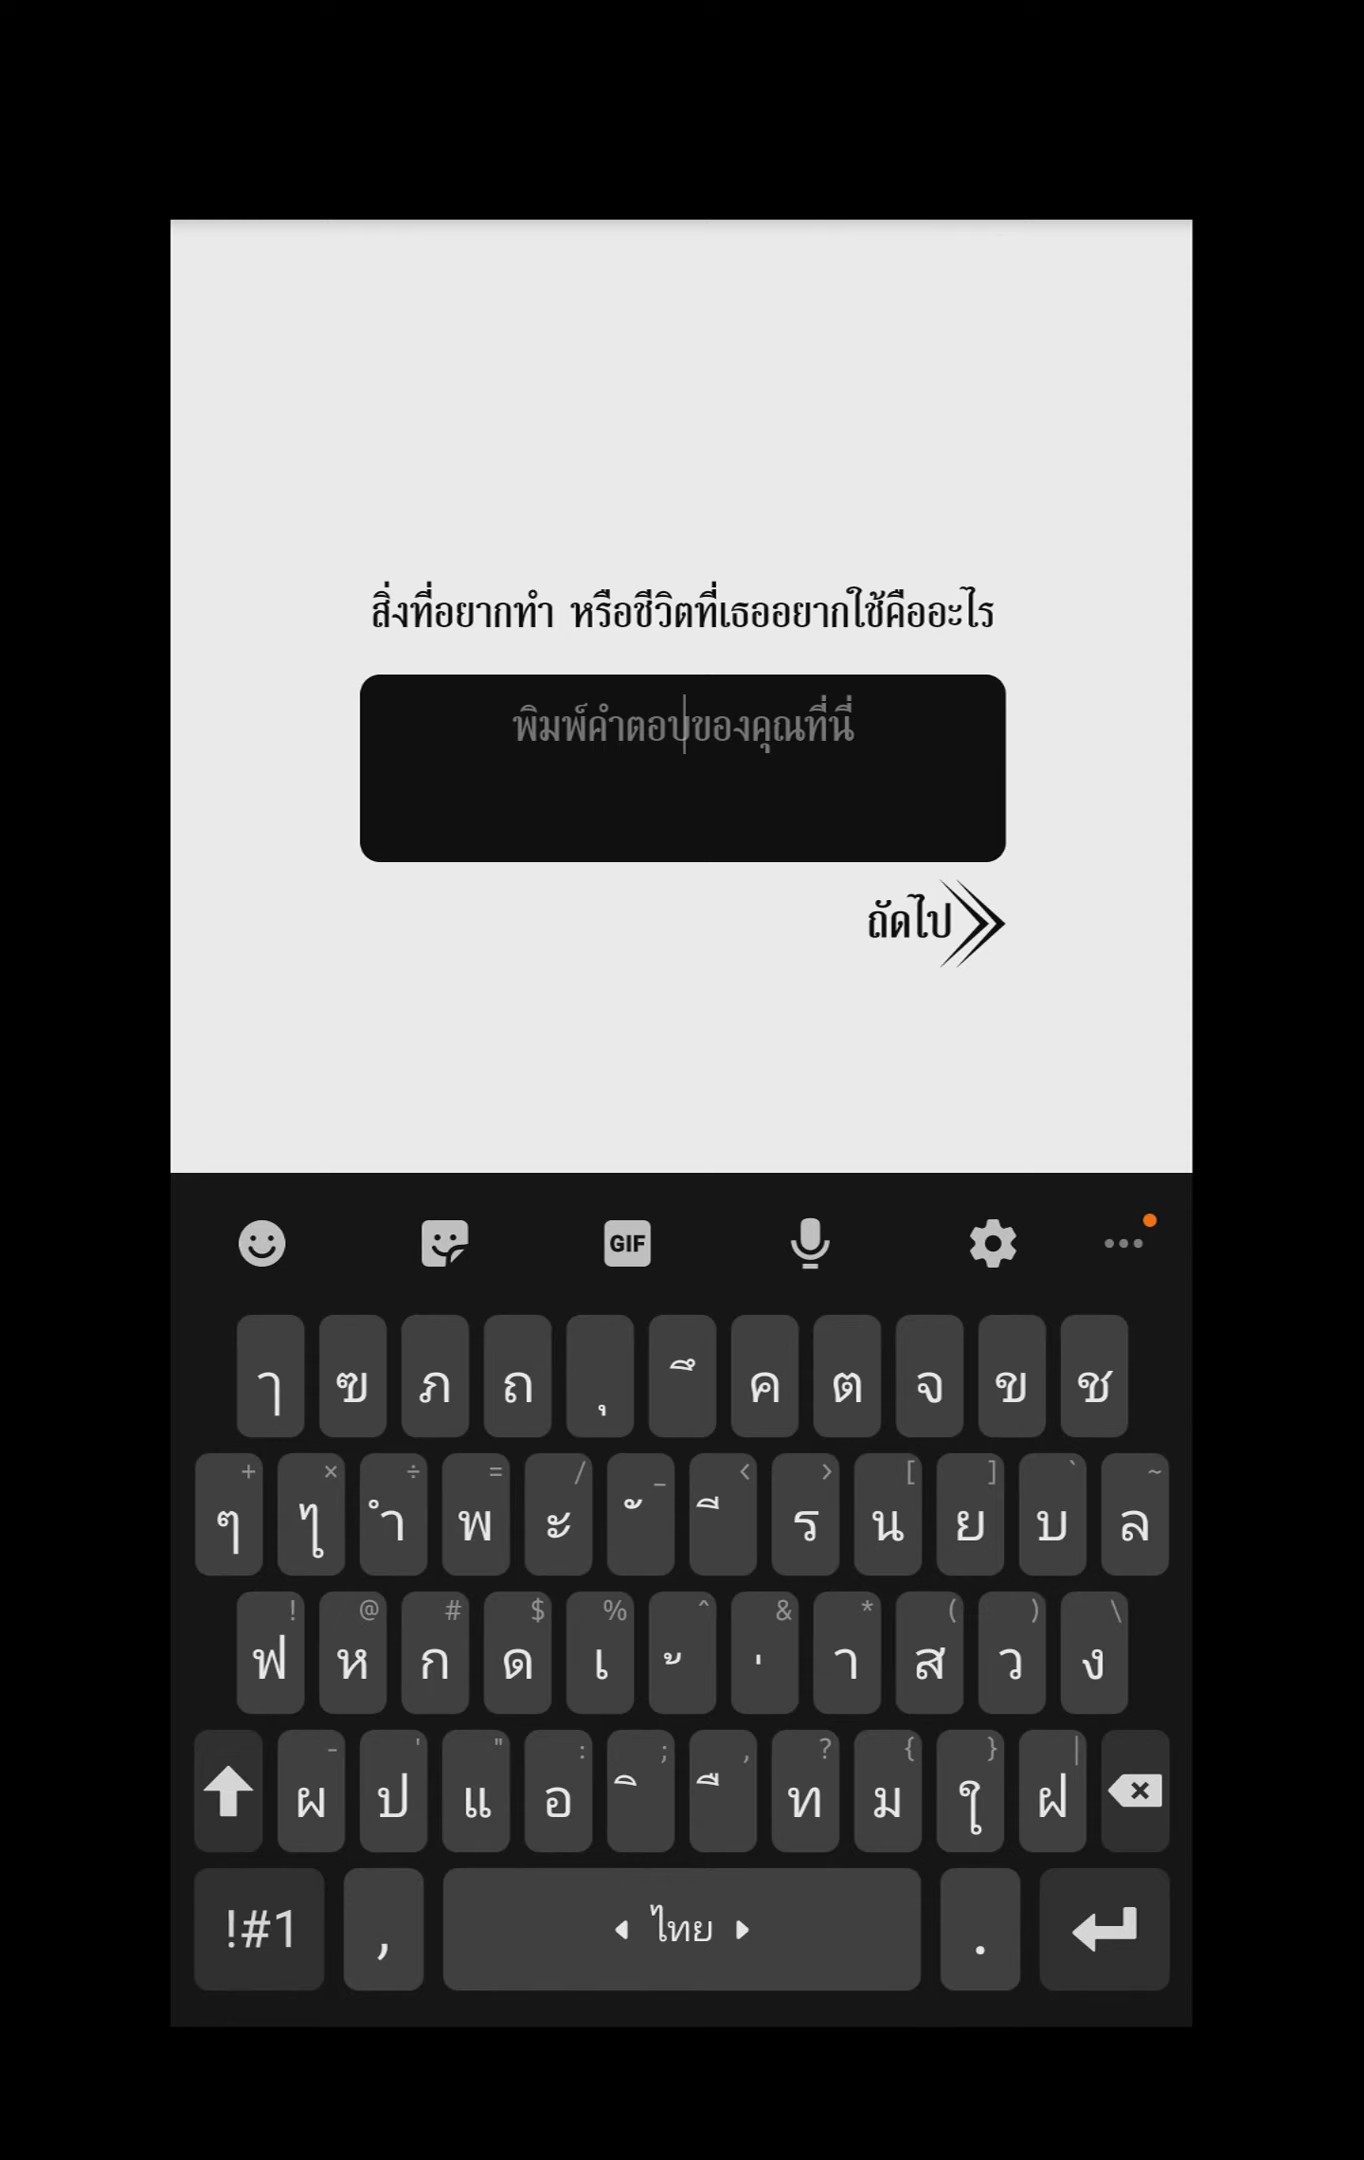 สิ่งที่อยากทำ หรือชีวิตที่เธออยากใช้คืออะไร
พิมพ์คำตอบของคุณที่นี่
ถัดไป
GIF
ๅ ฃ ภ ถ ุ ึ ค ต จ ข ช
+ × ÷ = / _ < > [ ] ` ~
ๆ ไ ำ พ ะ ั ี ร น ย บ ล
! @ # $ % ^ & * ( ) \
ฟ ห ก ด เ ้ ่ า ส ว ง
- ' " : ; , ? { } |
ผ ป แ อ ิ ื ท ม ใ ฝ
!#1 , ไทย .